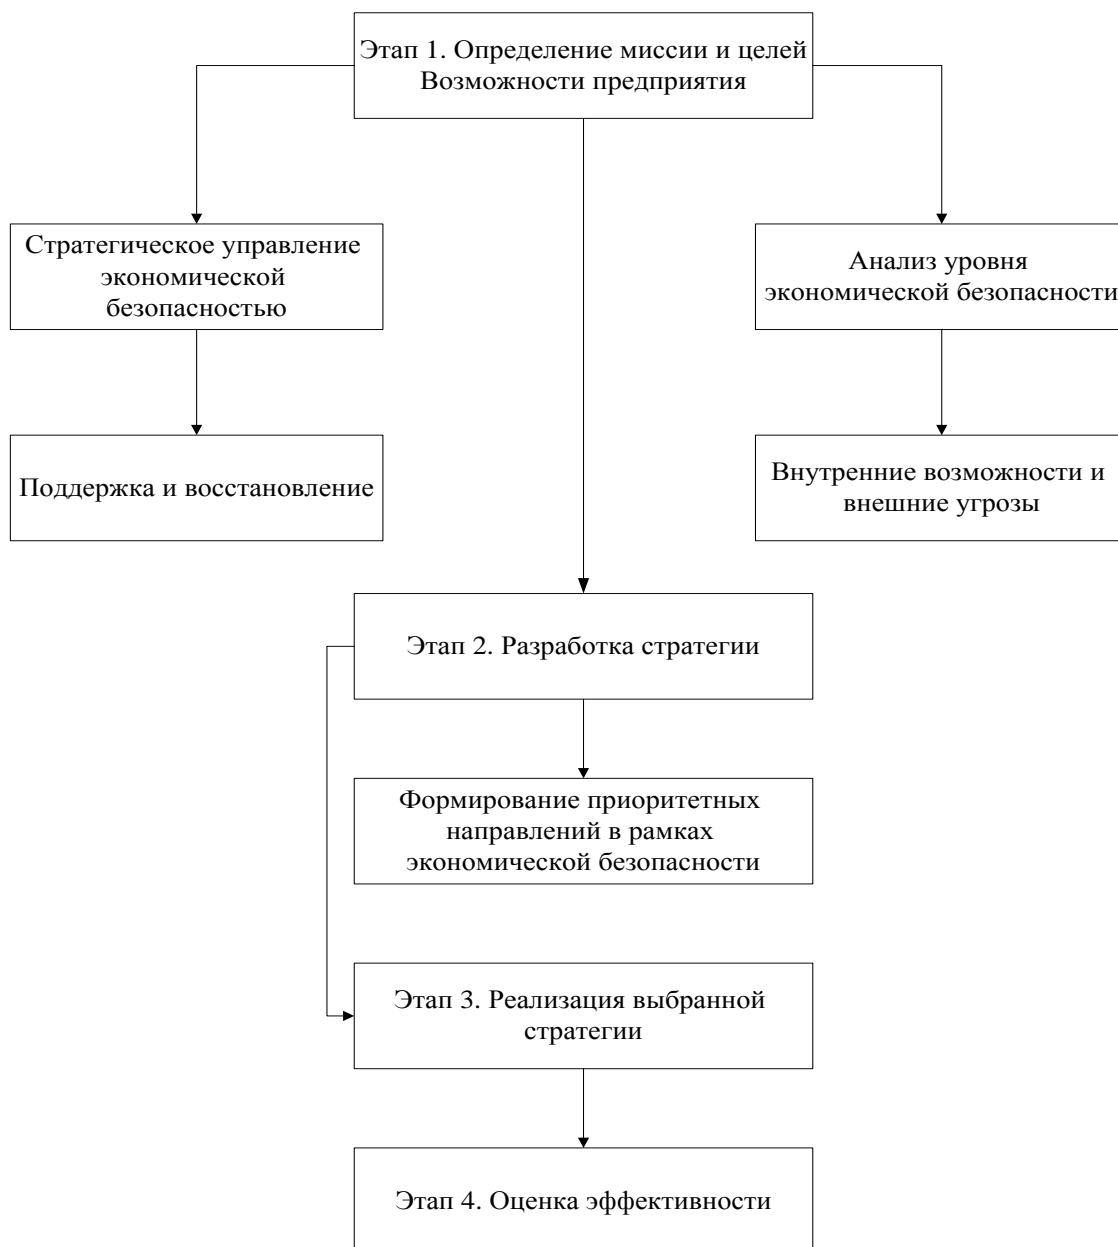 Этап 1. Определение миссии и целей
Возможности предприятия
Стратегическое управление
экономической
безопасностью
Анализ уровня
экономической безопасности
Поддержка и восстановление
Внутренние возможности и
внешние угрозы
Этап 2. Разработка стратегии
Формирование приоритетных
направлений в рамках
экономической безопасности
Этап 3. Реализация выбранной
стратегии
Этап 4. Оценка эффективности